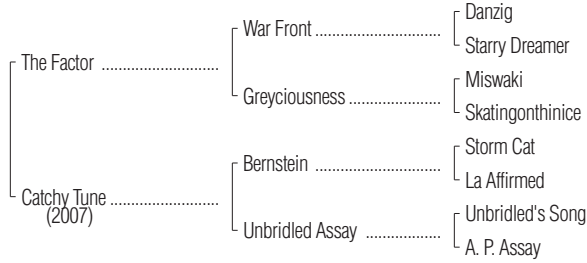 Danzig
War Front
Starry Dreamer
The Factor
Miswaki
Greyciousness
Skatingonthinice
Storm Cat
Bernstein
La Affirmed
Catchy Tune
(2007)
Unbridled's Song
Unbridled Assay
A. P. Assay